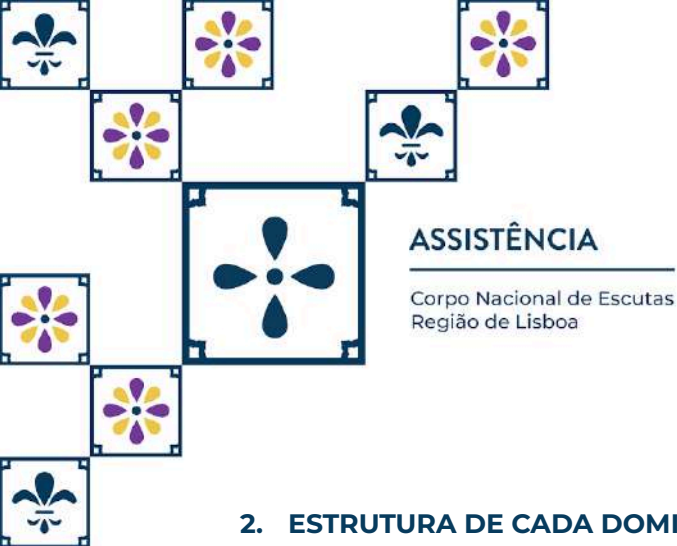 ASSISTÊNCIA
Corpo Nacional de Escutas
Região de Lisboa
2. ESTRUTURA DE CADA DOMI